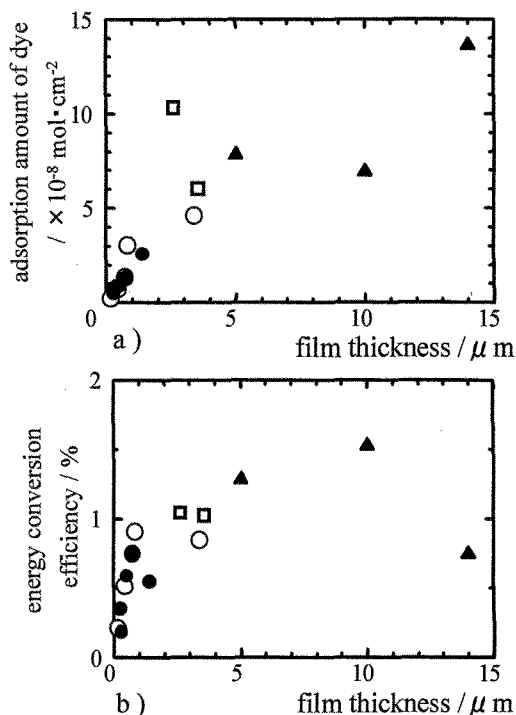 adsorption amount of dye
/ × 10⁻⁸ mol·cm⁻²
15
10
5
0
5
10
15
a )
film thickness / μ m
energy conversion
efficiency / %
2
1
0
0
5
10
15
b )
film thickness / μ m